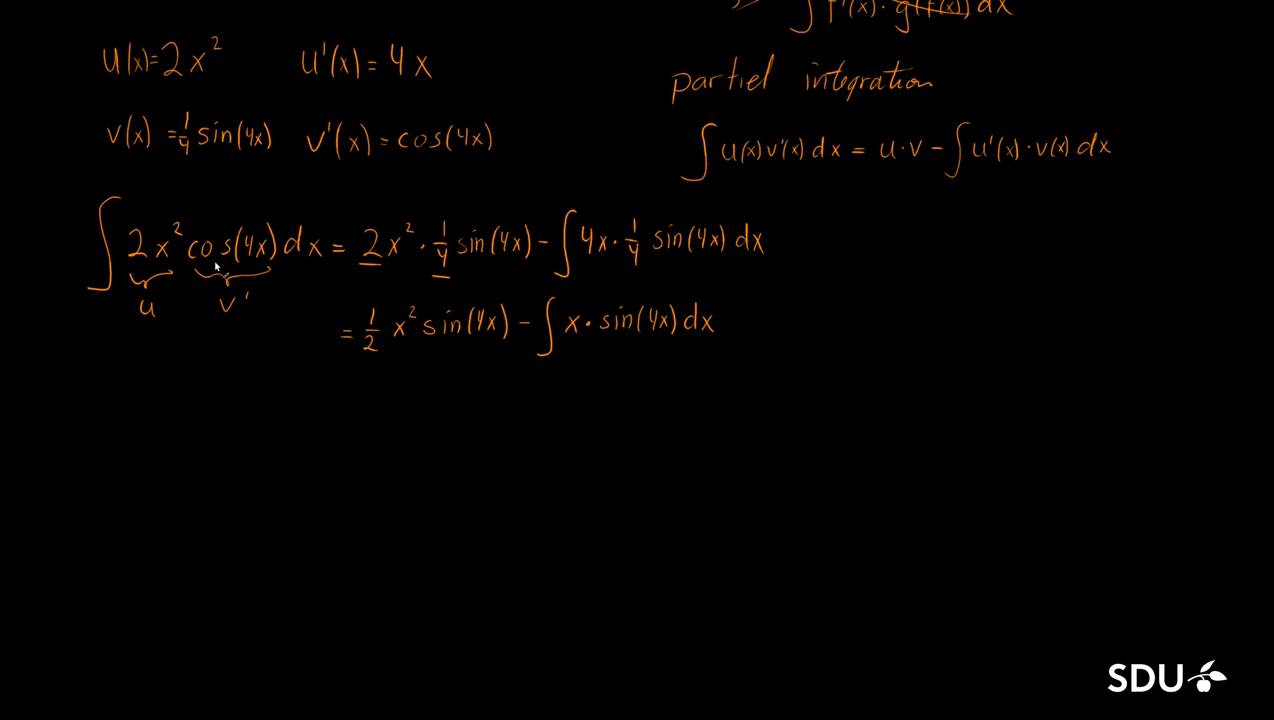 ∫ f'(x) · g(f(x)) dx
u(x) = 2x² u'(x) = 4x
partiel integration
v(x) = 1/4 sin(4x) v'(x) = cos(4x)
∫ u(x) v'(x) dx = u · v − ∫ u'(x) · v(x) dx
∫ 2x² cos(4x) dx = 2x² · 1/4 sin(4x) − ∫ 4x · 1/4 sin(4x) dx
u v'
= 1/2 x² sin(4x) − ∫ x · sin(4x) dx
SDU